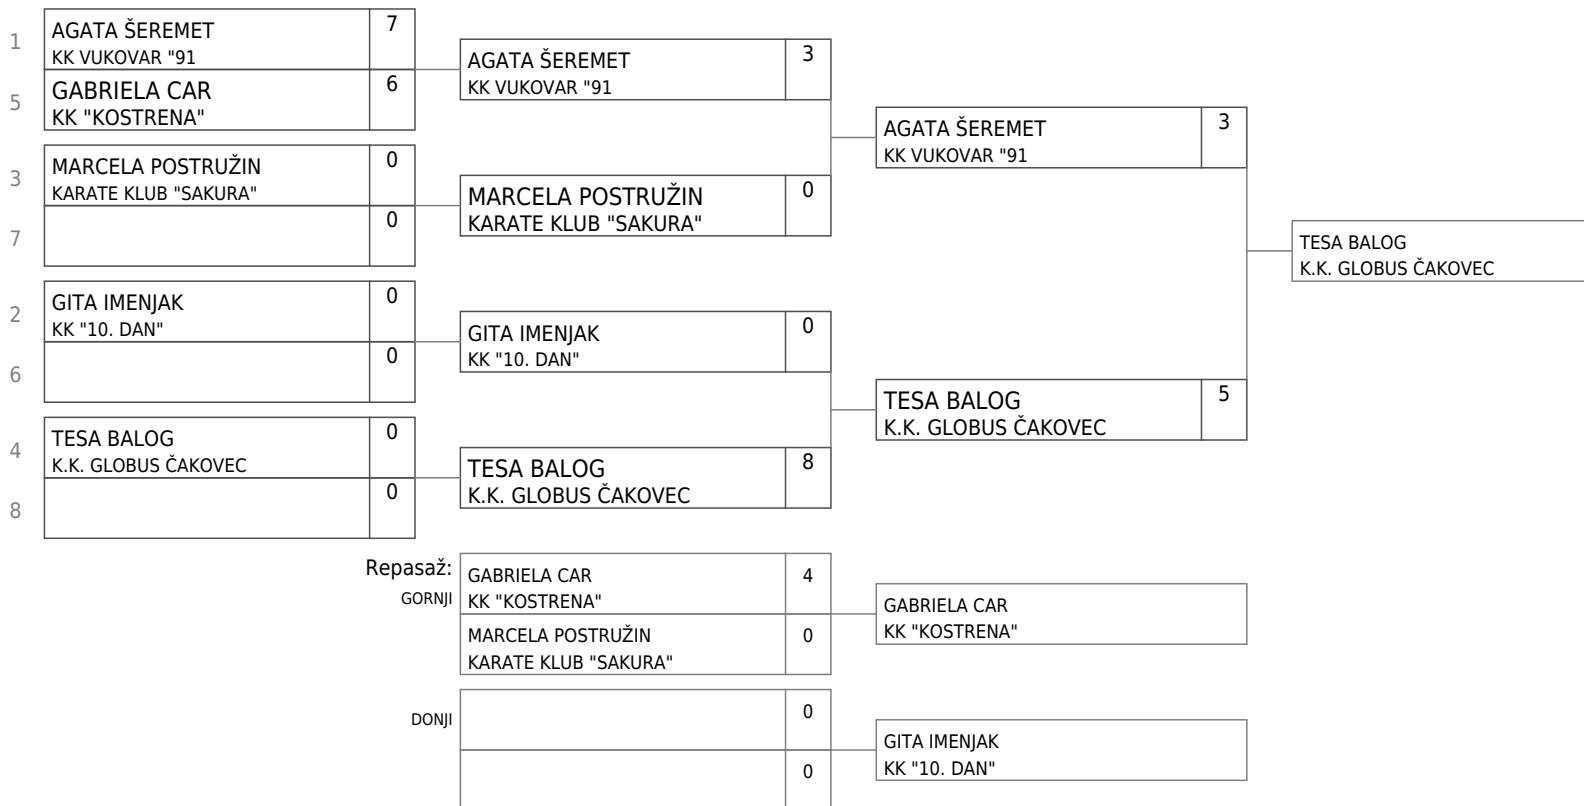 1
AGATA ŠEREMET
KK VUKOVAR "91
7
5
GABRIELA CAR
KK "KOSTRENA"
6
3
MARCELA POSTRUŽIN
KARATE KLUB "SAKURA"
0
7
0
2
GITA IMENJAK
KK "10. DAN"
0
6
0
4
TESA BALOG
K.K. GLOBUS ČAKOVEC
0
8
0
AGATA ŠEREMET
KK VUKOVAR "91
3
MARCELA POSTRUŽIN
KARATE KLUB "SAKURA"
0
GITA IMENJAK
KK "10. DAN"
0
TESA BALOG
K.K. GLOBUS ČAKOVEC
8
AGATA ŠEREMET
KK VUKOVAR "91
3
TESA BALOG
K.K. GLOBUS ČAKOVEC
5
TESA BALOG
K.K. GLOBUS ČAKOVEC
Repasaž:
GORNJI
GABRIELA CAR
KK "KOSTRENA"
4
MARCELA POSTRUŽIN
KARATE KLUB "SAKURA"
0
GABRIELA CAR
KK "KOSTRENA"
DONJI
0
0
GITA IMENJAK
KK "10. DAN"